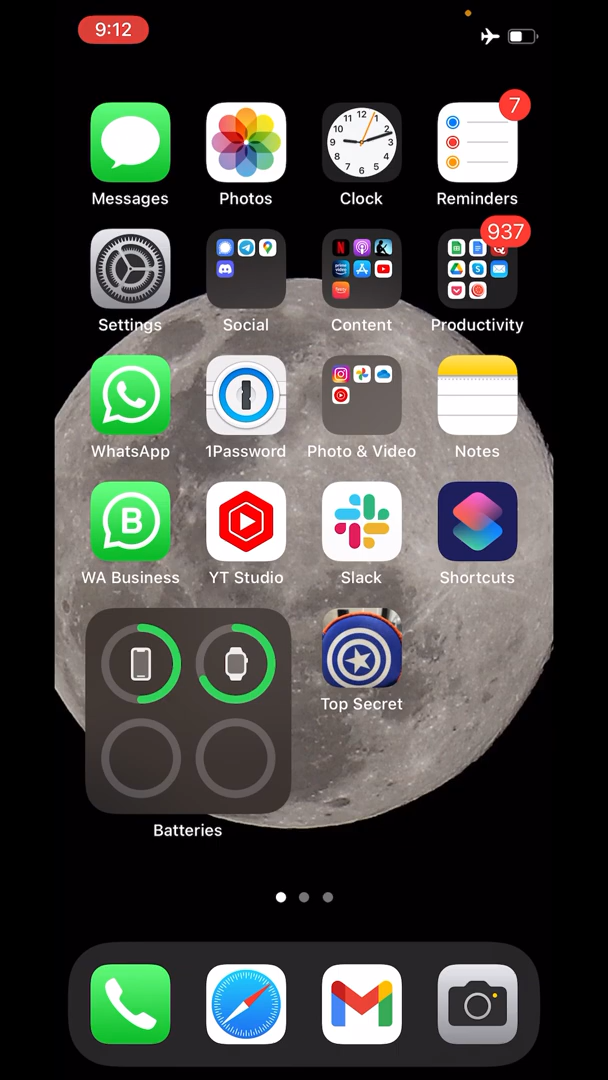 9:12
7
Messages Photos Clock Reminders
937
Settings Social Content Productivity
WhatsApp 1Password Photo & Video Notes
B
WA Business YT Studio Slack Shortcuts
Top Secret
Batteries